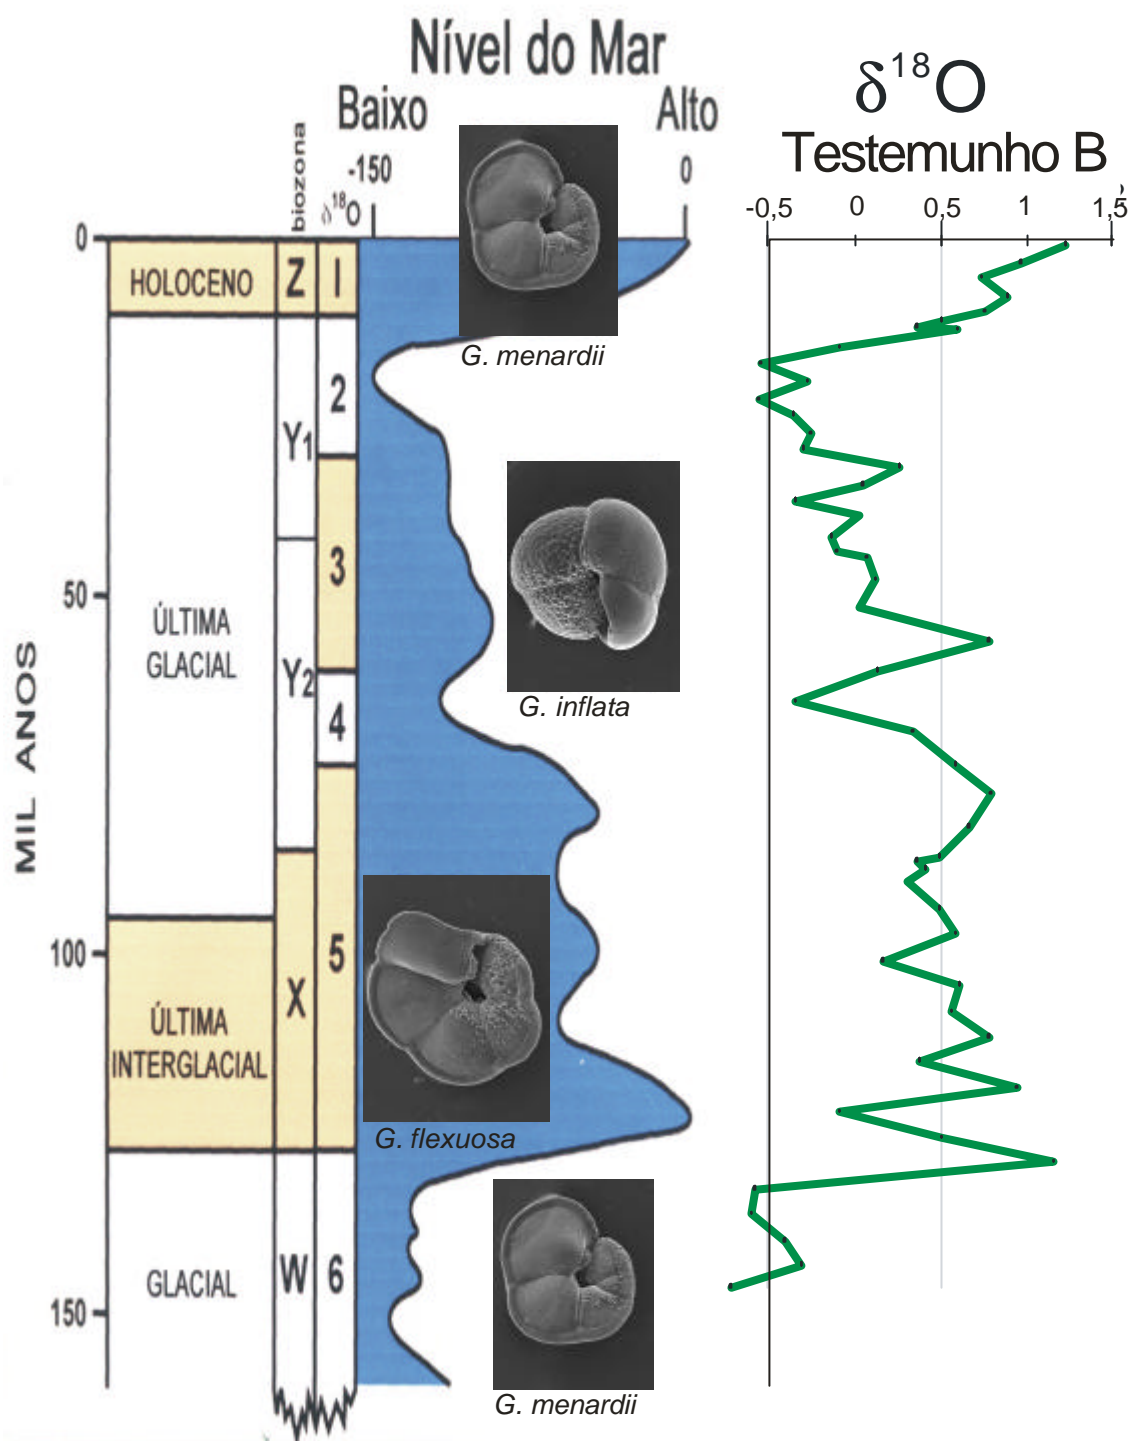 Nível do Mar
Baixo
Alto
-150
0
biozona
δ18O
δ18O
Testemunho B
-0,5
0
0,5
1
1,5
MIL ANOS
0
50
100
150
HOLOCENO
Z
1
ÚLTIMA
GLACIAL
Y1
2
3
Y2
4
ÚLTIMA
INTERGLACIAL
X
5
GLACIAL
W
6
G. menardii
G. inflata
G. flexuosa
G. menardii